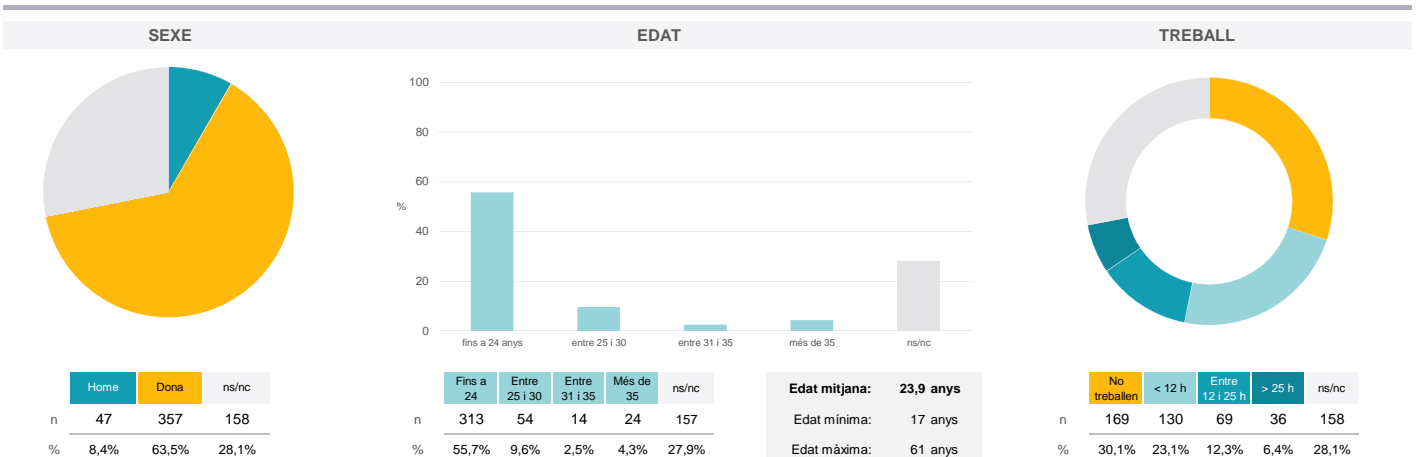 SEXE
EDAT
TREBALL
100
80
60
%
40
20
0
fins a 24 anys
entre 25 i 30
entre 31 i 35
més de 35
ns/nc
Home Dona ns/nc
n 47 357 158
% 8,4% 63,5% 28,1%
Fins a 24 Entre 25 i 30 Entre 31 i 35 Més de 35 ns/nc
n 313 54 14 24 157
% 55,7% 9,6% 2,5% 4,3% 27,9%
Edat mitjana: 23,9 anys
Edat mínima: 17 anys
Edat màxima: 61 anys
No treballen < 12 h Entre 12 i 25 h > 25 h ns/nc
n 169 130 69 36 158
% 30,1% 23,1% 12,3% 6,4% 28,1%